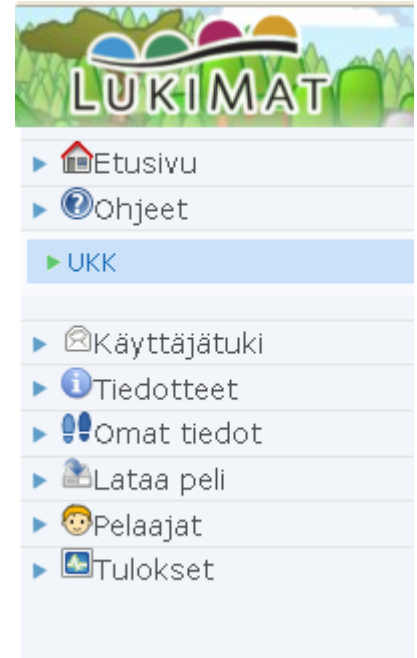 LUKIMAT
Etusivu
Ohjeet
UKK
Käyttäjätuki
Tiedotteet
Omat tiedot
Lataa peli
Pelaajat
Tulokset